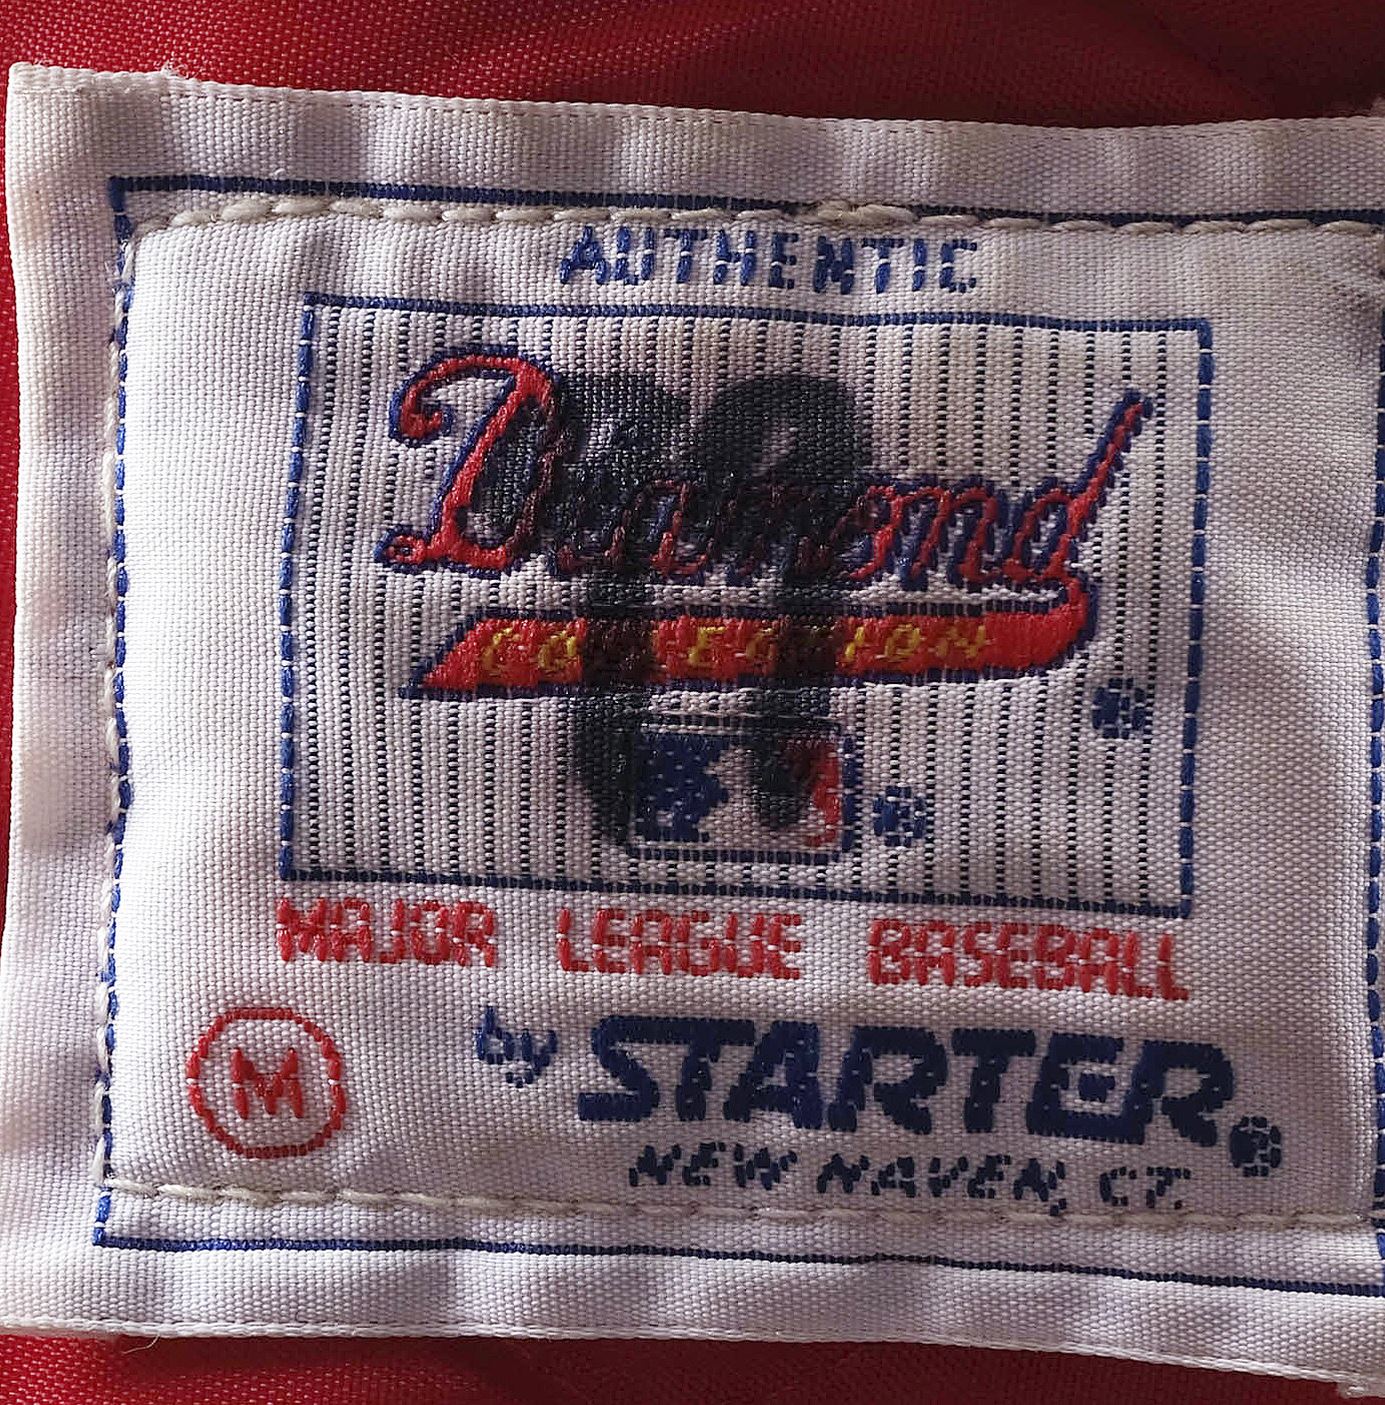 AUTHENTIC
Diamond
COLLECTION
®
®
MAJOR LEAGUE BASEBALL
M
by STARTER®
NEW HAVEN, CT.